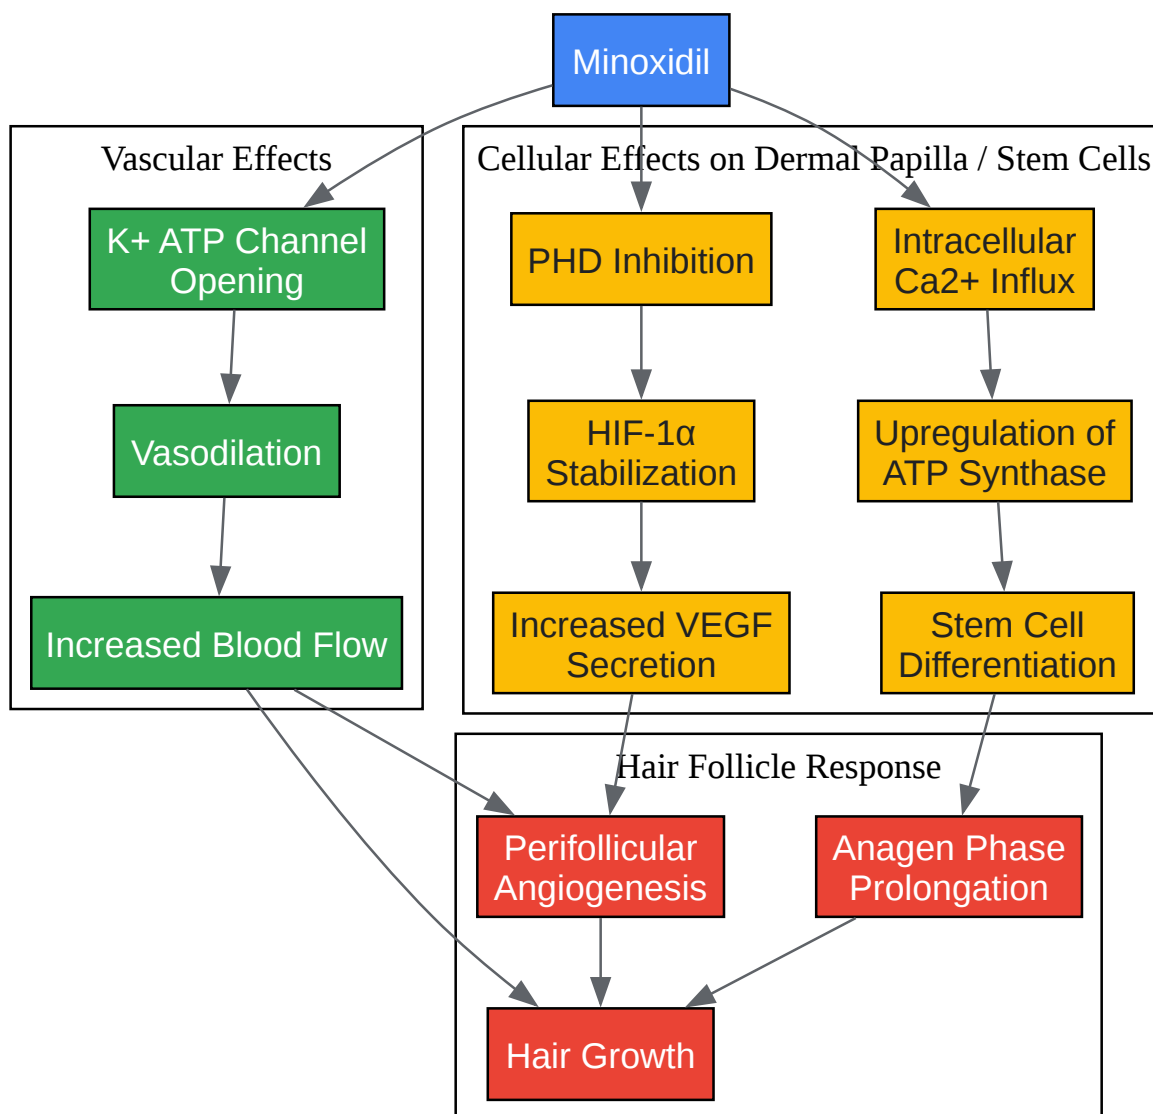 Minoxidil
Vascular Effects
Cellular Effects on Dermal Papilla / Stem Cells
K+ ATP Channel
Opening
PHD Inhibition
Intracellular
Ca2+ Influx
Vasodilation
HIF-1α
Stabilization
Upregulation of
ATP Synthase
Increased Blood Flow
Increased VEGF
Secretion
Stem Cell
Differentiation
Hair Follicle Response
Perifollicular
Angiogenesis
Anagen Phase
Prolongation
Hair Growth